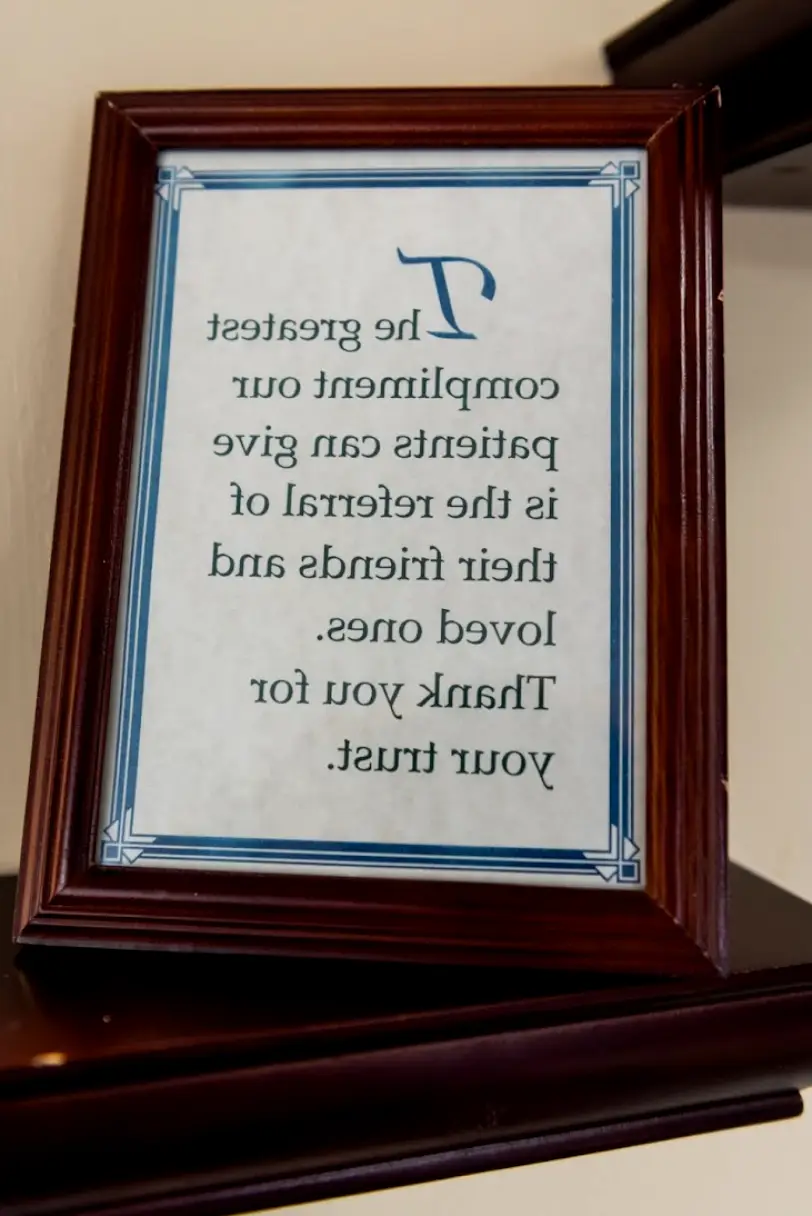 The greatest
compliment our
patients can give
is the referral of
their friends and
loved ones.
Thank you for
your trust.